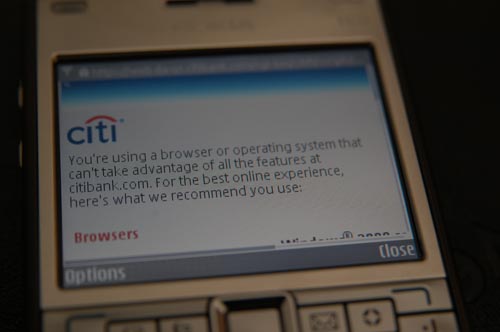 citi
You're using a browser or operating system that
can't take advantage of all the features at
citibank.com. For the best online experience,
here's what we recommend you use:
Browsers
Options
Close